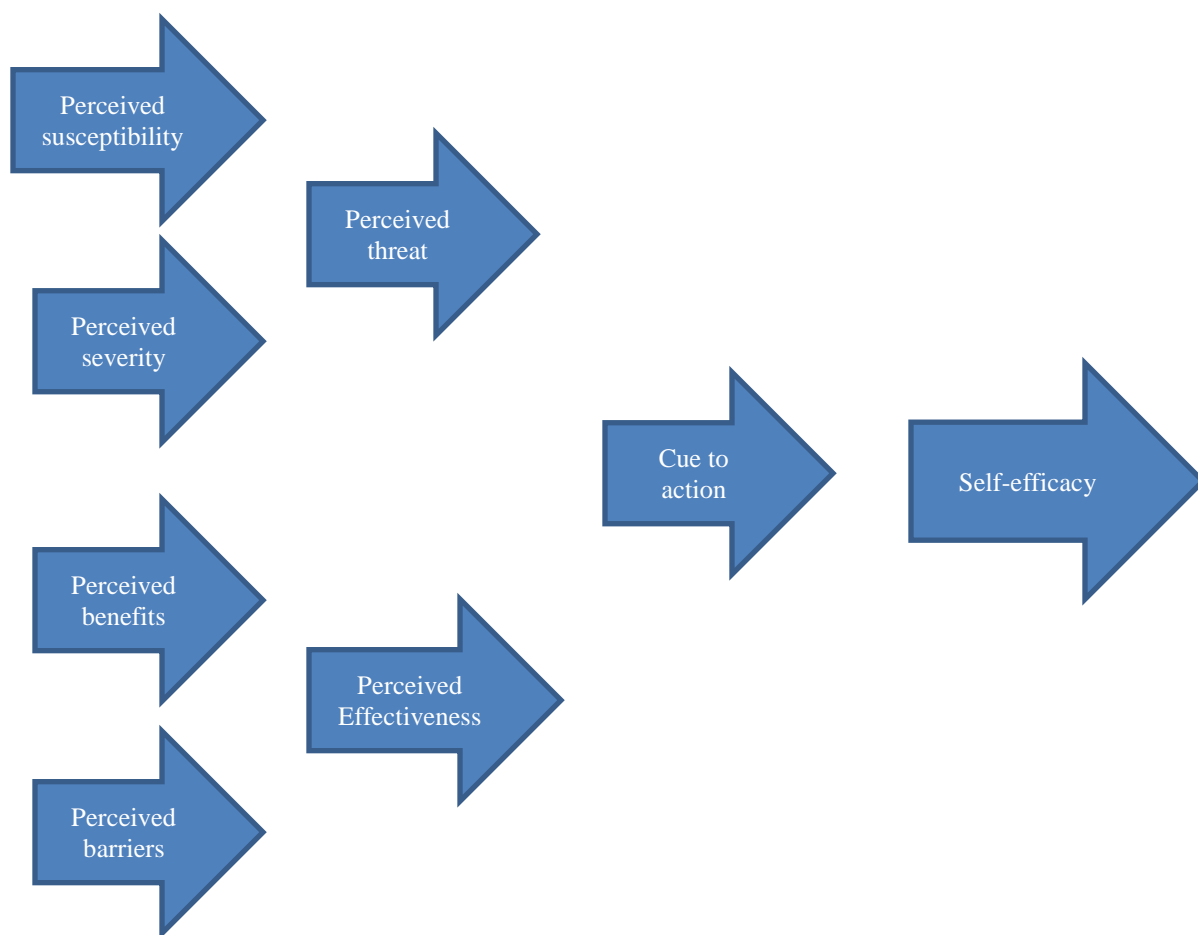 Perceived
susceptibility
Perceived
threat
Perceived
severity
Cue to
action
Self-efficacy
Perceived
benefits
Perceived
Effectiveness
Perceived
barriers